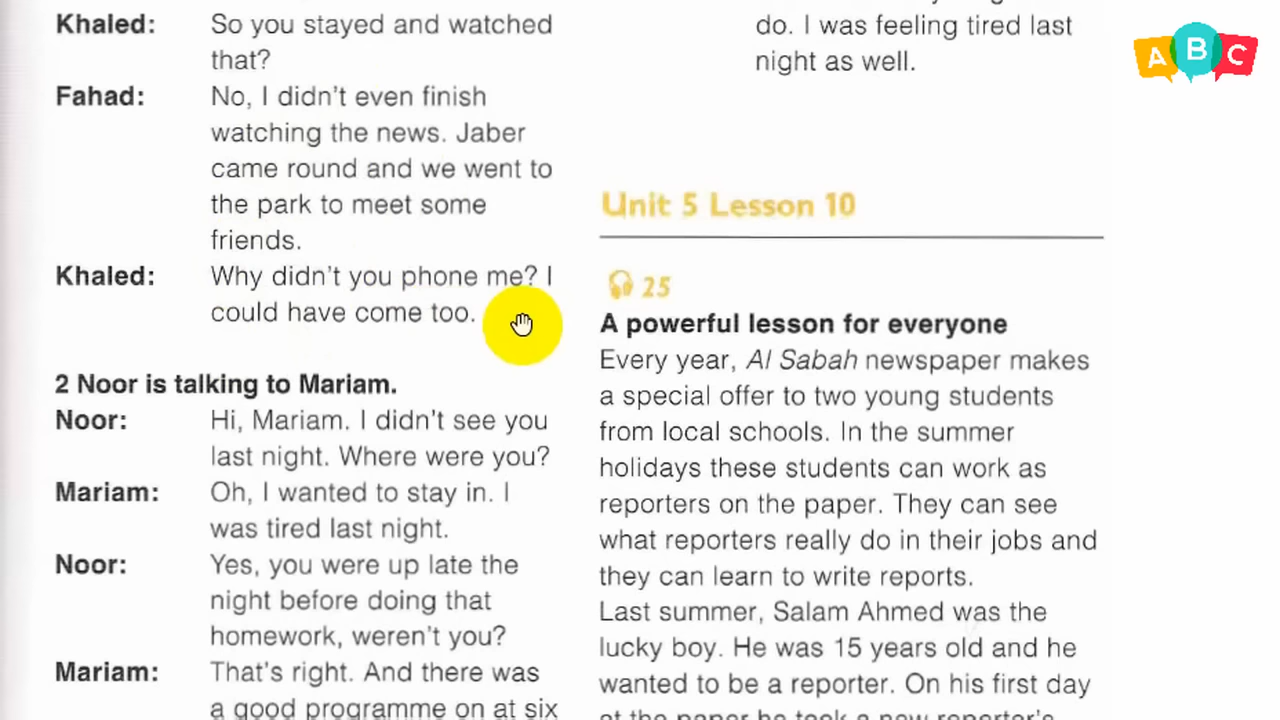 Khaled: So you stayed and watched
that?
Fahad: No, I didn't even finish
watching the news. Jaber
came round and we went to
the park to meet some
friends.
Khaled: Why didn't you phone me? I
could have come too.
2 Noor is talking to Mariam.
Noor: Hi, Mariam. I didn't see you
last night. Where were you?
Mariam: Oh, I wanted to stay in. I
was tired last night.
Noor: Yes, you were up late the
night before doing that
homework, weren't you?
Mariam: That's right. And there was
a good programme on at six
do. I was feeling tired last
night as well.
Unit 5 Lesson 10
25
A powerful lesson for everyone
Every year, Al Sabah newspaper makes
a special offer to two young students
from local schools. In the summer
holidays these students can work as
reporters on the paper. They can see
what reporters really do in their jobs and
they can learn to write reports.
Last summer, Salam Ahmed was the
lucky boy. He was 15 years old and he
wanted to be a reporter. On his first day
at the paper he took a new reporter's
A B C